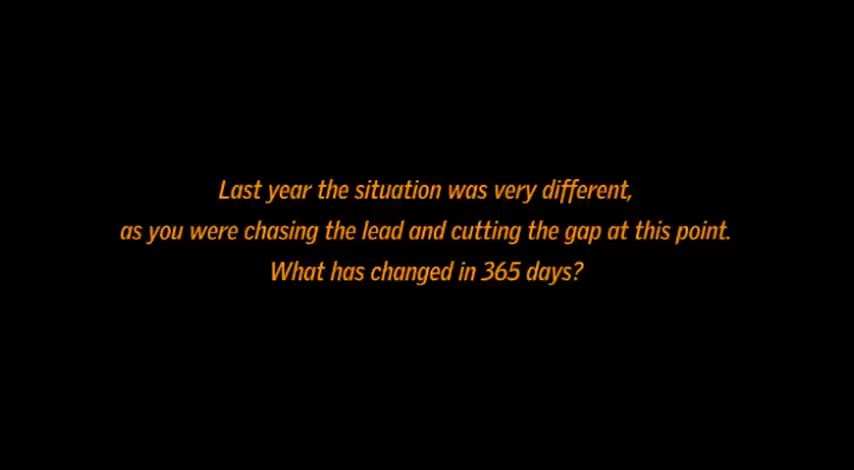 Last year the situation was very different,
as you were chasing the lead and cutting the gap at this point.
What has changed in 365 days?